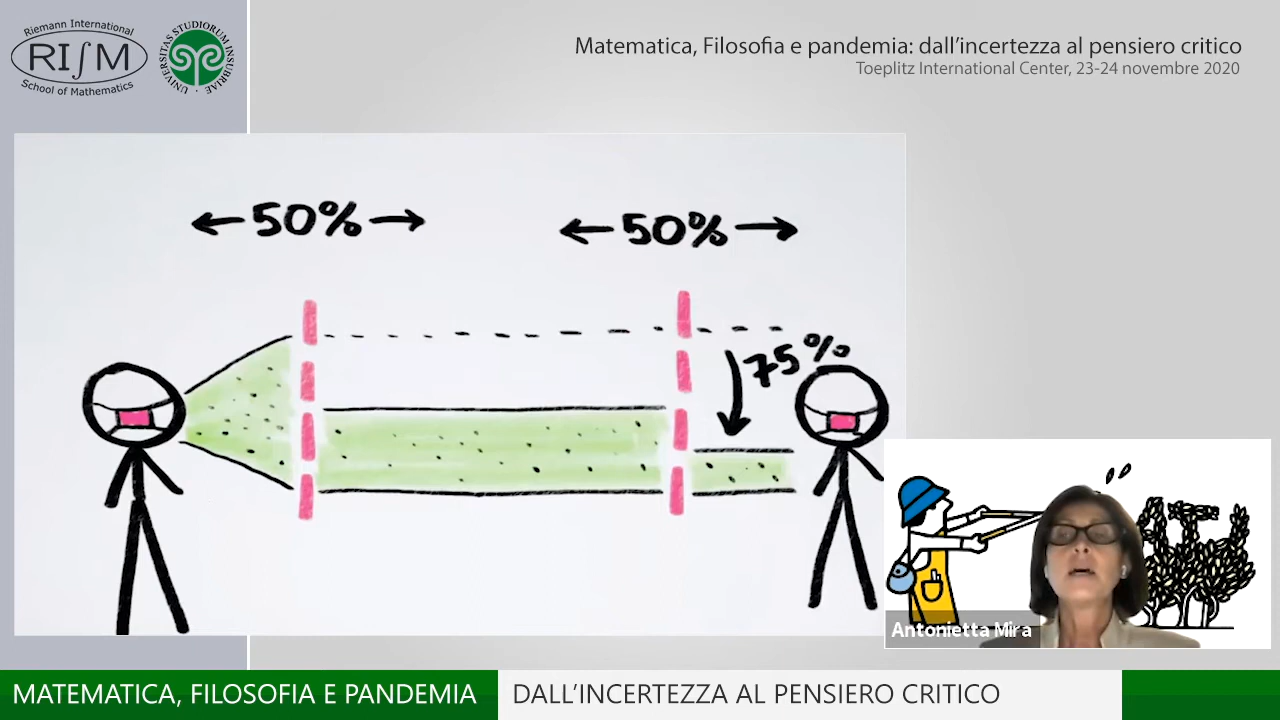 Riemann International
RISM
School of Mathematics
UNIVERSITAS STUDIORUM INSUBRIAE
Matematica, Filosofia e pandemia: dall'incertezza al pensiero critico
Toeplitz International Center, 23-24 novembre 2020
←50%→
←50%→
75%
Antonietta Mira
MATEMATICA, FILOSOFIA E PANDEMIA
DALL'INCERTEZZA AL PENSIERO CRITICO